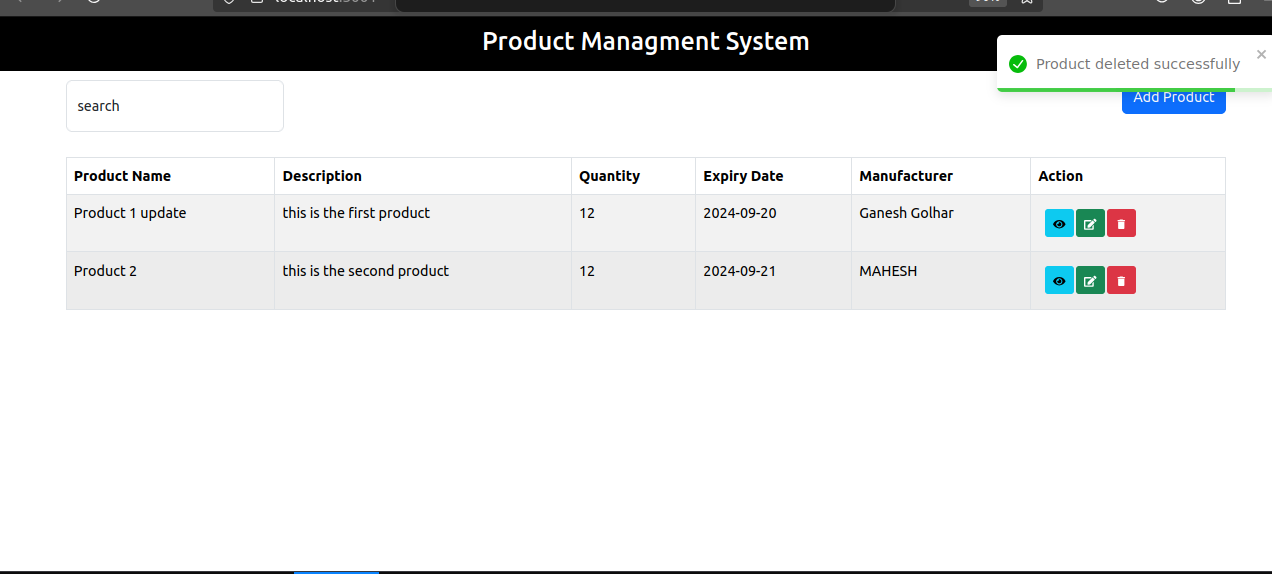 Product Managment System
Product deleted successfully
search
Add Product
Product Name Description Quantity Expiry Date Manufacturer Action
Product 1 update this is the first product 12 2024-09-20 Ganesh Golhar
Product 2 this is the second product 12 2024-09-21 MAHESH